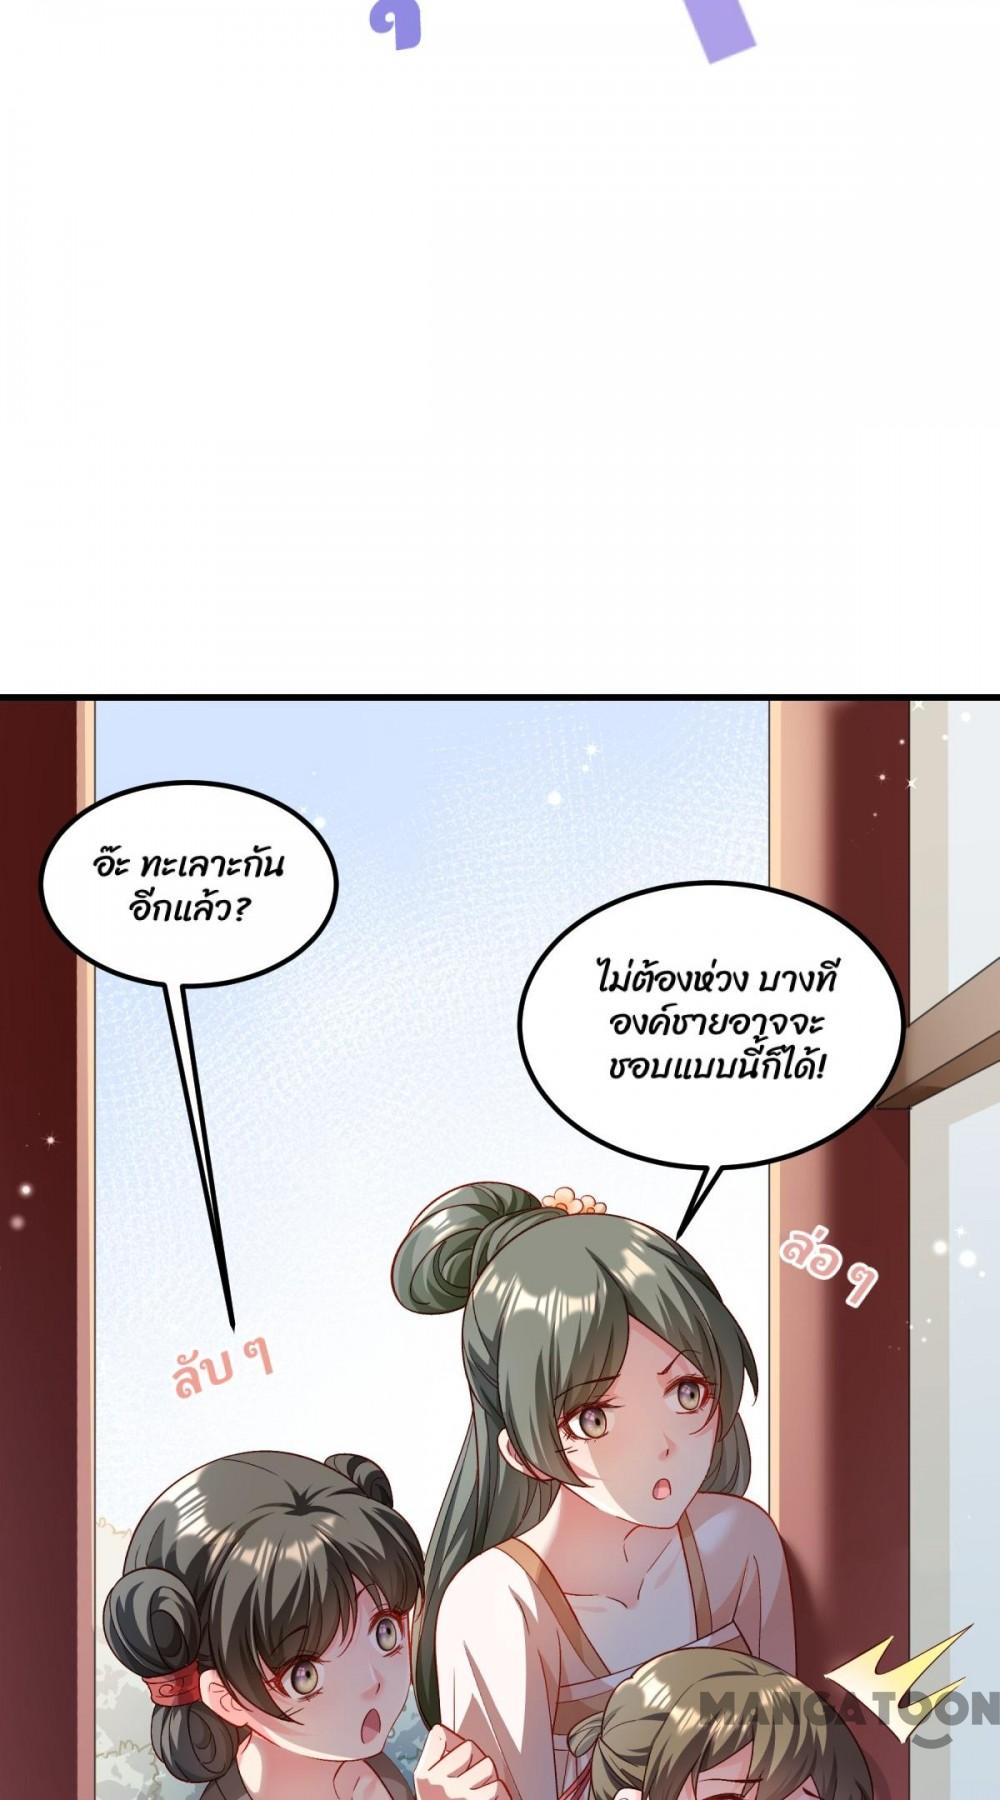 ๆ
อ๊ะ ทะเลาะกัน
อีกแล้ว?
ไม่ต้องห่วง บางที
องค์ชายอาจจะ
ชอบแบบนี้ก็ได้!
ล่อ ๆ
ลับ ๆ
MANGATOON